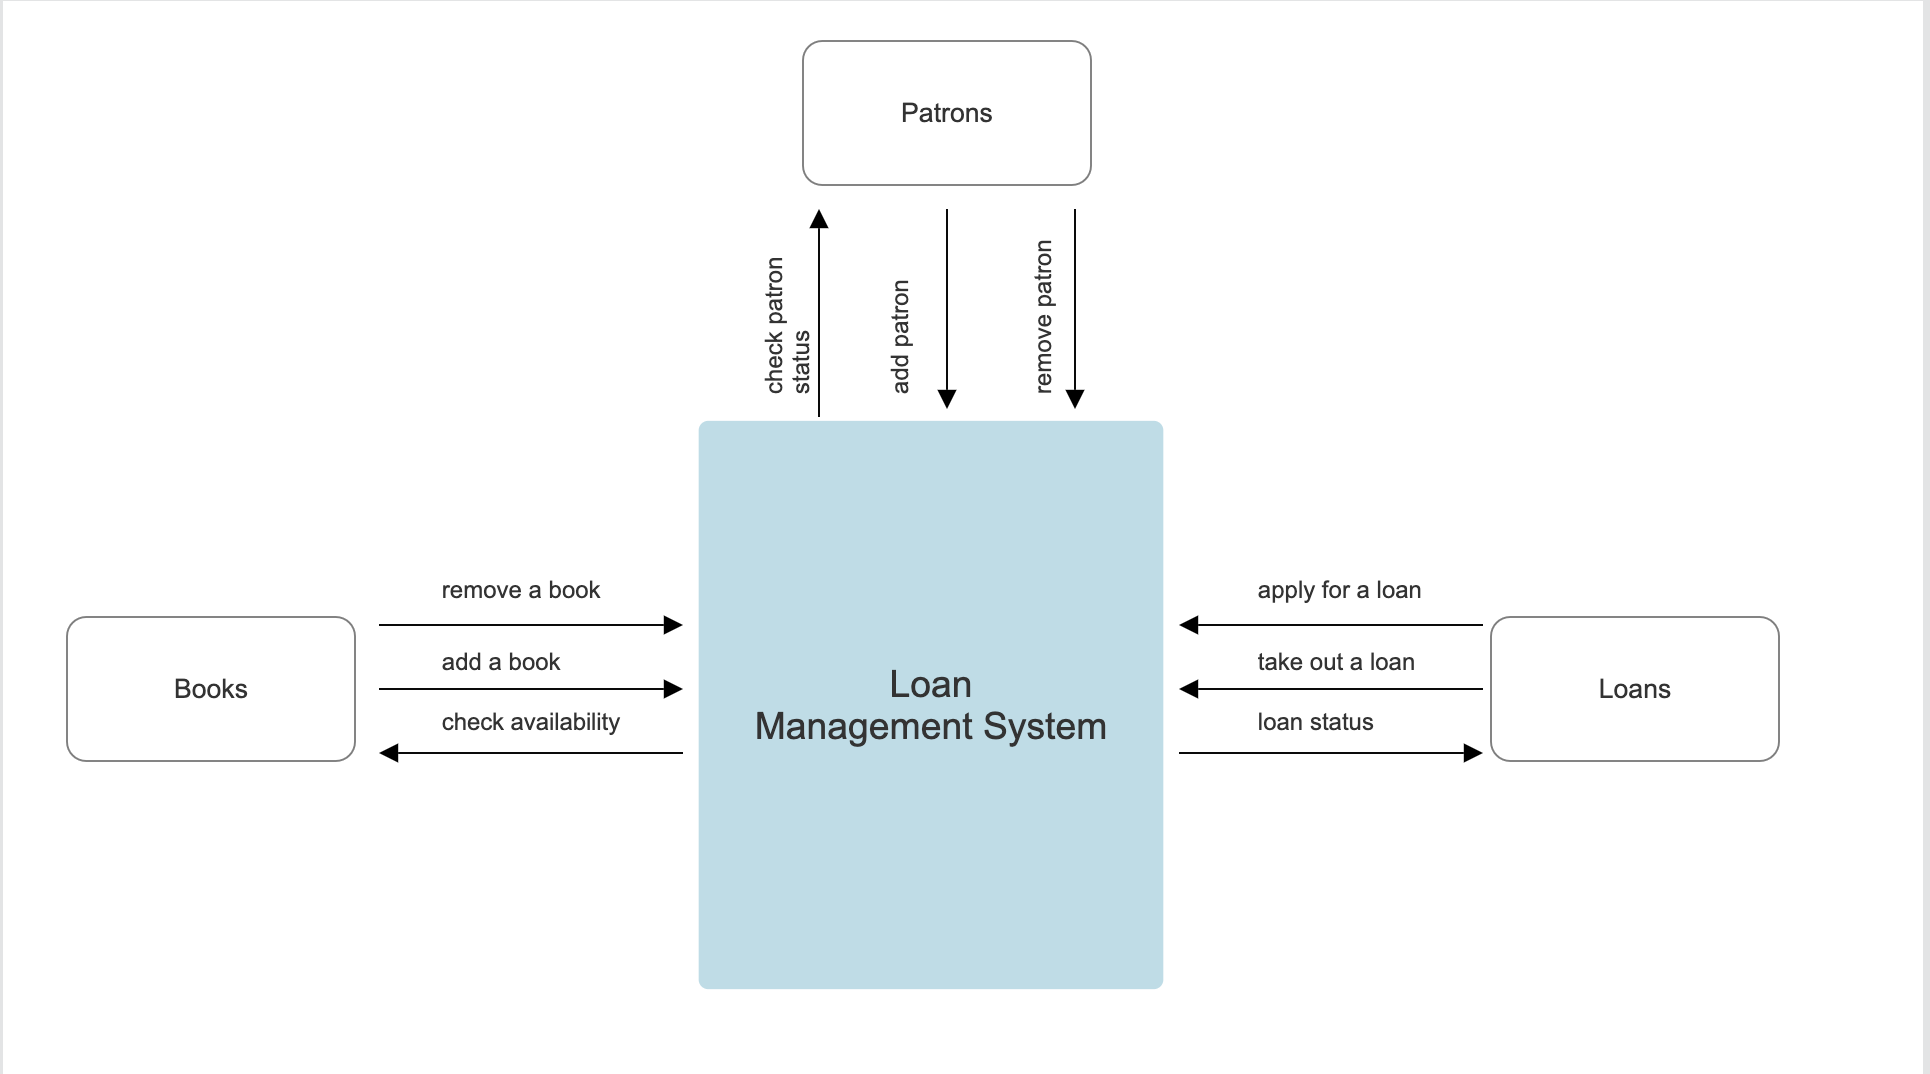 Patrons
check patron
status
add patron
remove patron
remove a book
add a book
check availability
Books
Loan
Management System
apply for a loan
take out a loan
loan status
Loans